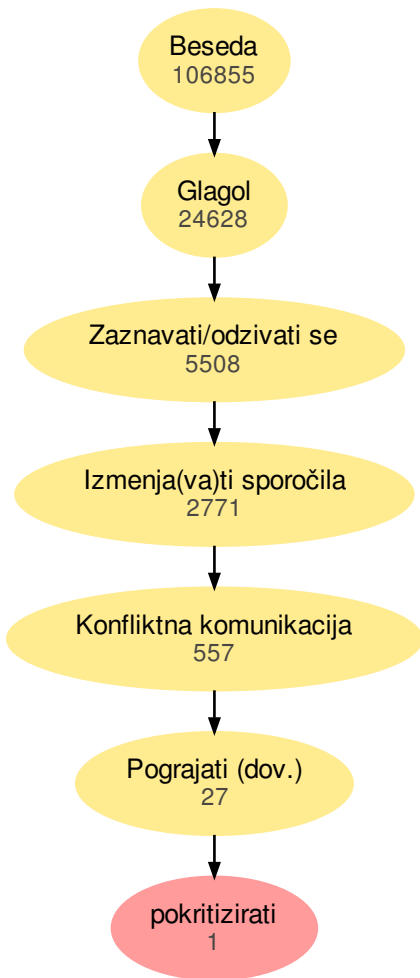 Beseda
106855
Glagol
24628
Zaznavati/odzivati se
5508
Izmenja(va)ti sporočila
2771
Konfliktna komunikacija
557
Pograjati (dov.)
27
pokritizirati
1